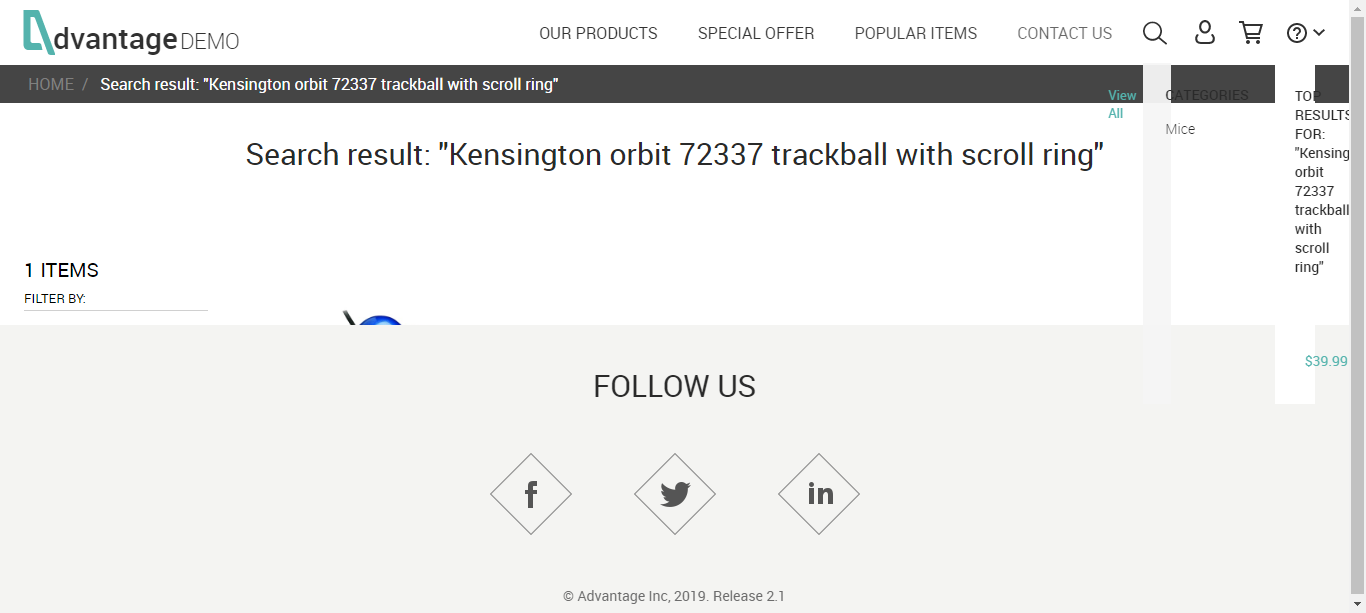 dvantage DEMO
OUR PRODUCTS
SPECIAL OFFER
POPULAR ITEMS
CONTACT US
HOME / Search result: "Kensington orbit 72337 trackball with scroll ring"
View
All
CATEGORIES
Mice
TOP
RESULTS
FOR:
"Kensing
orbit
72337
trackball
with
scroll
ring"
Search result: "Kensington orbit 72337 trackball with scroll ring"
1 ITEMS
FILTER BY:
$39.99
FOLLOW US
© Advantage Inc, 2019. Release 2.1